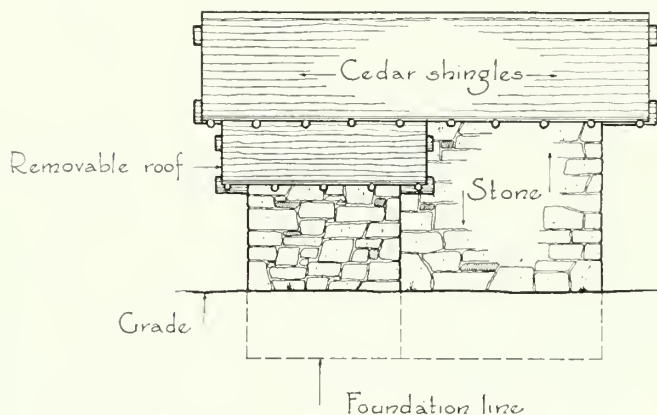 Cedar shingles
Removable roof
Stone
Grade
Foundation line